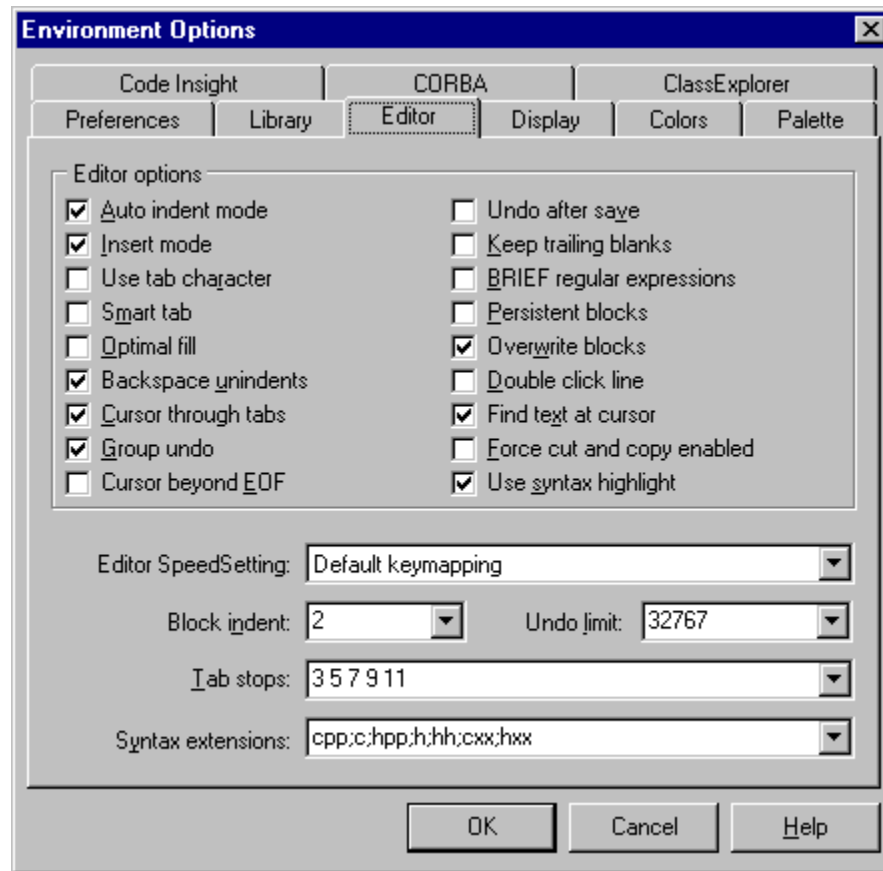 Environment Options
Code Insight CORBA ClassExplorer
Preferences Library Editor Display Colors Palette
Editor options
Auto indent mode Undo after save
Insert mode Keep trailing blanks
Use tab character BRIEF regular expressions
Smart tab Persistent blocks
Optimal fill Overwrite blocks
Backspace unindents Double click line
Cursor through tabs Find text at cursor
Group undo Force cut and copy enabled
Cursor beyond EOF Use syntax highlight
Editor SpeedSetting: Default keymapping
Block indent: 2 Undo limit: 32767
Tab stops: 3 5 7 9 11
Syntax extensions: cpp;c;hpp;h;hh;cxx;hxx
OK Cancel Help